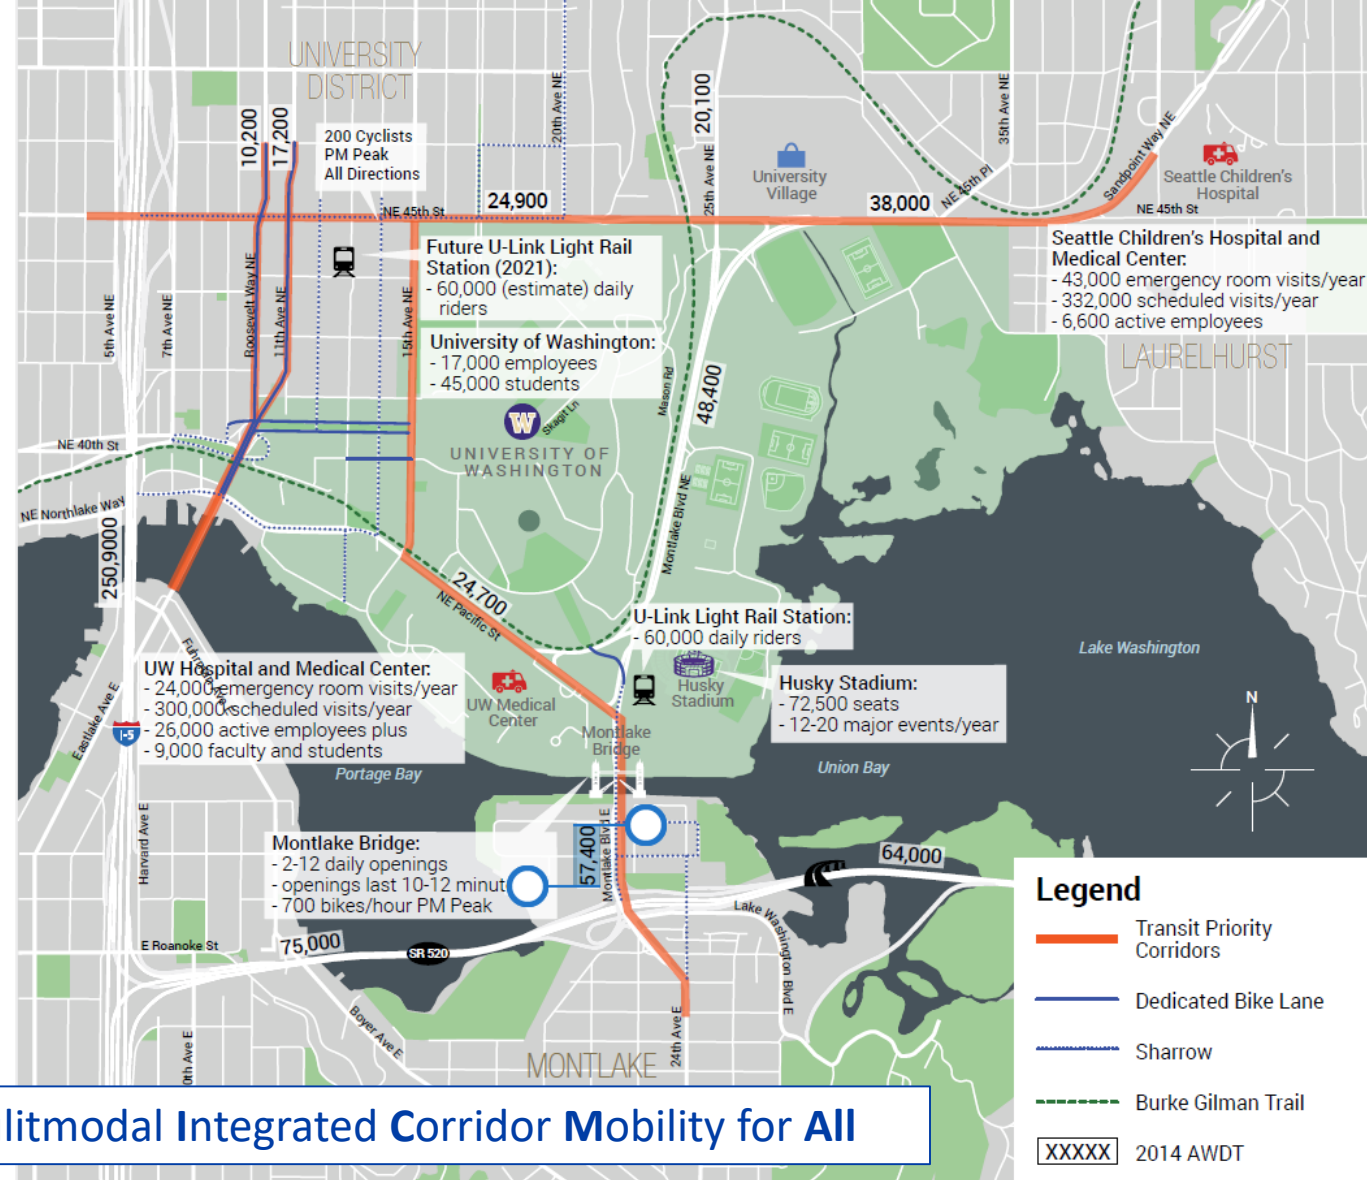 UNIVERSITY
DISTRICT
10,200
17,200
200 Cyclists
PM Peak
All Directions
20th Ave NE
20,100
25th Ave NE
35th Ave NE
University
Village
NE 45th Pl
Sandpoint Way NE
Seattle Children's
Hospital
NE 45th St
24,900
38,000
NE 45th St
Future U-Link Light Rail
Station (2021):
- 60,000 (estimate) daily
riders
Seattle Children's Hospital and
Medical Center:
- 43,000 emergency room visits/year
- 332,000 scheduled visits/year
- 6,600 active employees
LAURELHURST
5th Ave NE
7th Ave NE
Roosevelt Way NE
11th Ave NE
15th Ave NE
University of Washington:
- 17,000 employees
- 45,000 students
W
Skagit Ln
UNIVERSITY OF
WASHINGTON
Mason Rd
48,400
Montlake Blvd NE
NE 40th St
NE Northlake Way
250,9000
24,700
NE Pacific St
U-Link Light Rail Station:
- 60,000 daily riders
Lake Washington
Fuhrman Ave E
UW Hospital and Medical Center:
- 24,000 emergency room visits/year
- 300,000 scheduled visits/year
- 26,000 active employees plus
- 9,000 faculty and students
Eastlake Ave E
I-5
UW Medical
Center
Husky
Stadium
Husky Stadium:
- 72,500 seats
- 12-20 major events/year
Montlake
Bridge
N
Portage Bay
Union Bay
Harvard Ave E
Montlake Bridge:
- 2-12 daily openings
- openings last 10-12 minut
- 700 bikes/hour PM Peak
57,400
Montlake Blvd E
64,000
Lake Washington Blvd E
E Roanoke St
75,000
SR 520
Boyer Ave E
0th Ave E
24th Ave E
MONTLAKE
Legend
Transit Priority
Corridors
Dedicated Bike Lane
Sharrow
Burke Gilman Trail
XXXXX 2014 AWDT
litmodal Integrated Corridor Mobility for All